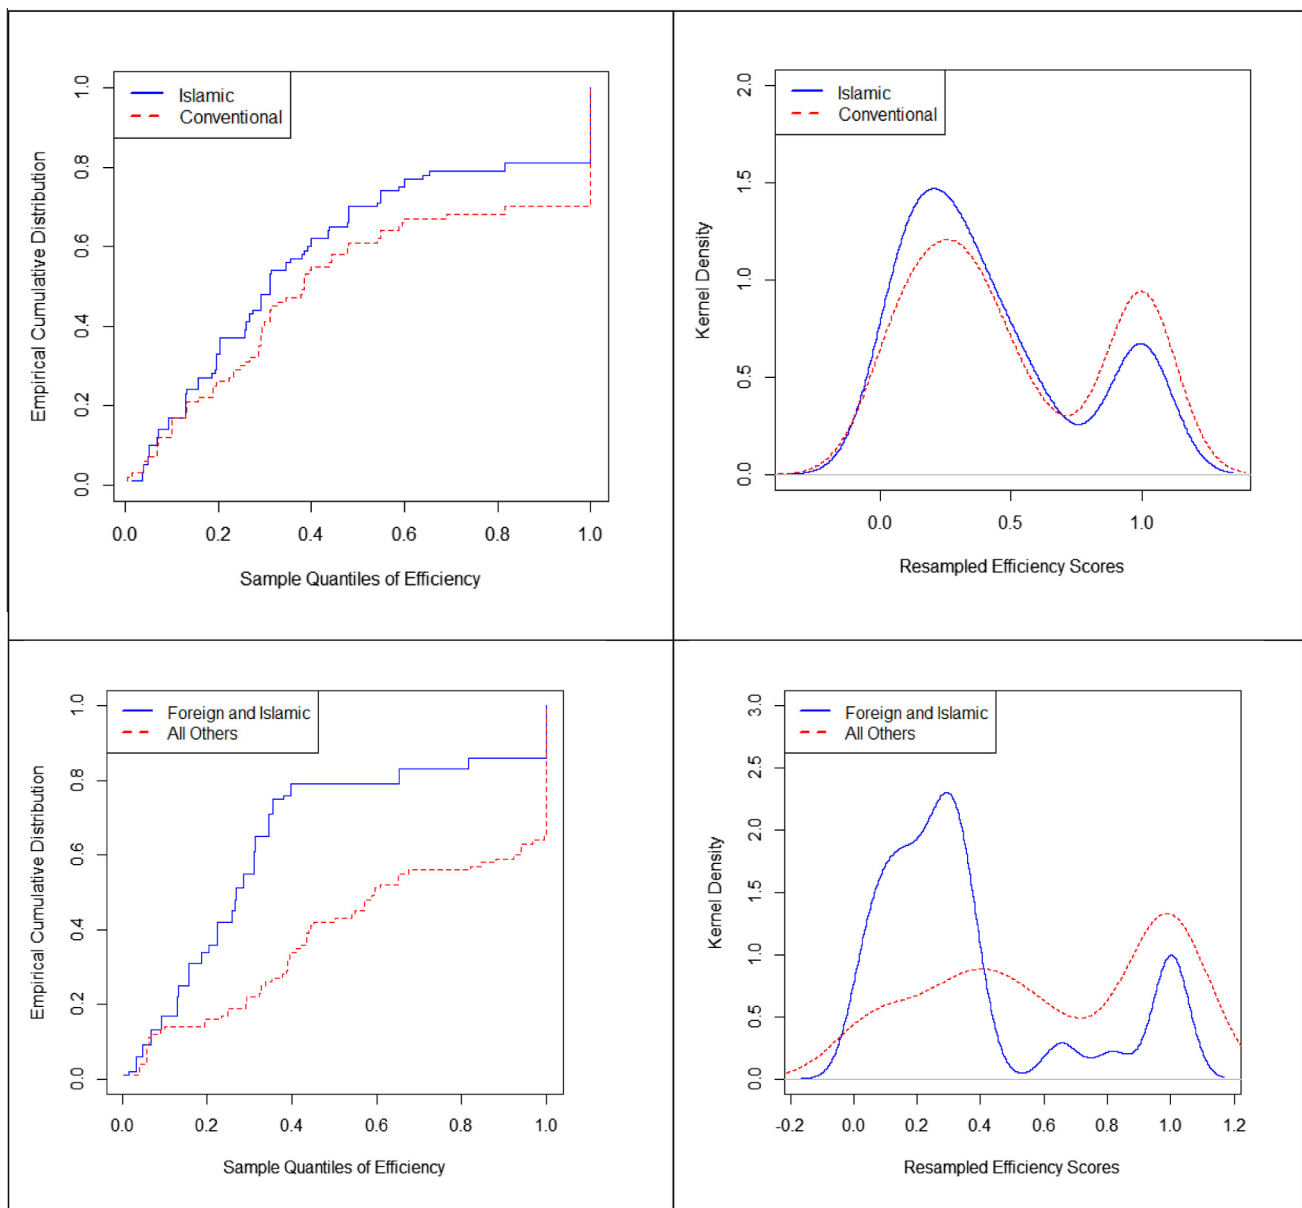 Islamic
Conventional
Empirical Cumulative Distribution
0.0 0.2 0.4 0.6 0.8 1.0
0.0 0.2 0.4 0.6 0.8 1.0
Sample Quantiles of Efficiency
Islamic
Conventional
Kernel Density
0.0 0.5 1.0 1.5 2.0
0.0 0.5 1.0
Resampled Efficiency Scores
Foreign and Islamic
All Others
Empirical Cumulative Distribution
0.0 0.2 0.4 0.6 0.8 1.0
0.0 0.2 0.4 0.6 0.8 1.0
Sample Quantiles of Efficiency
Foreign and Islamic
All Others
Kernel Density
0.0 0.5 1.0 1.5 2.0 2.5 3.0
-0.2 0.0 0.2 0.4 0.6 0.8 1.0 1.2
Resampled Efficiency Scores